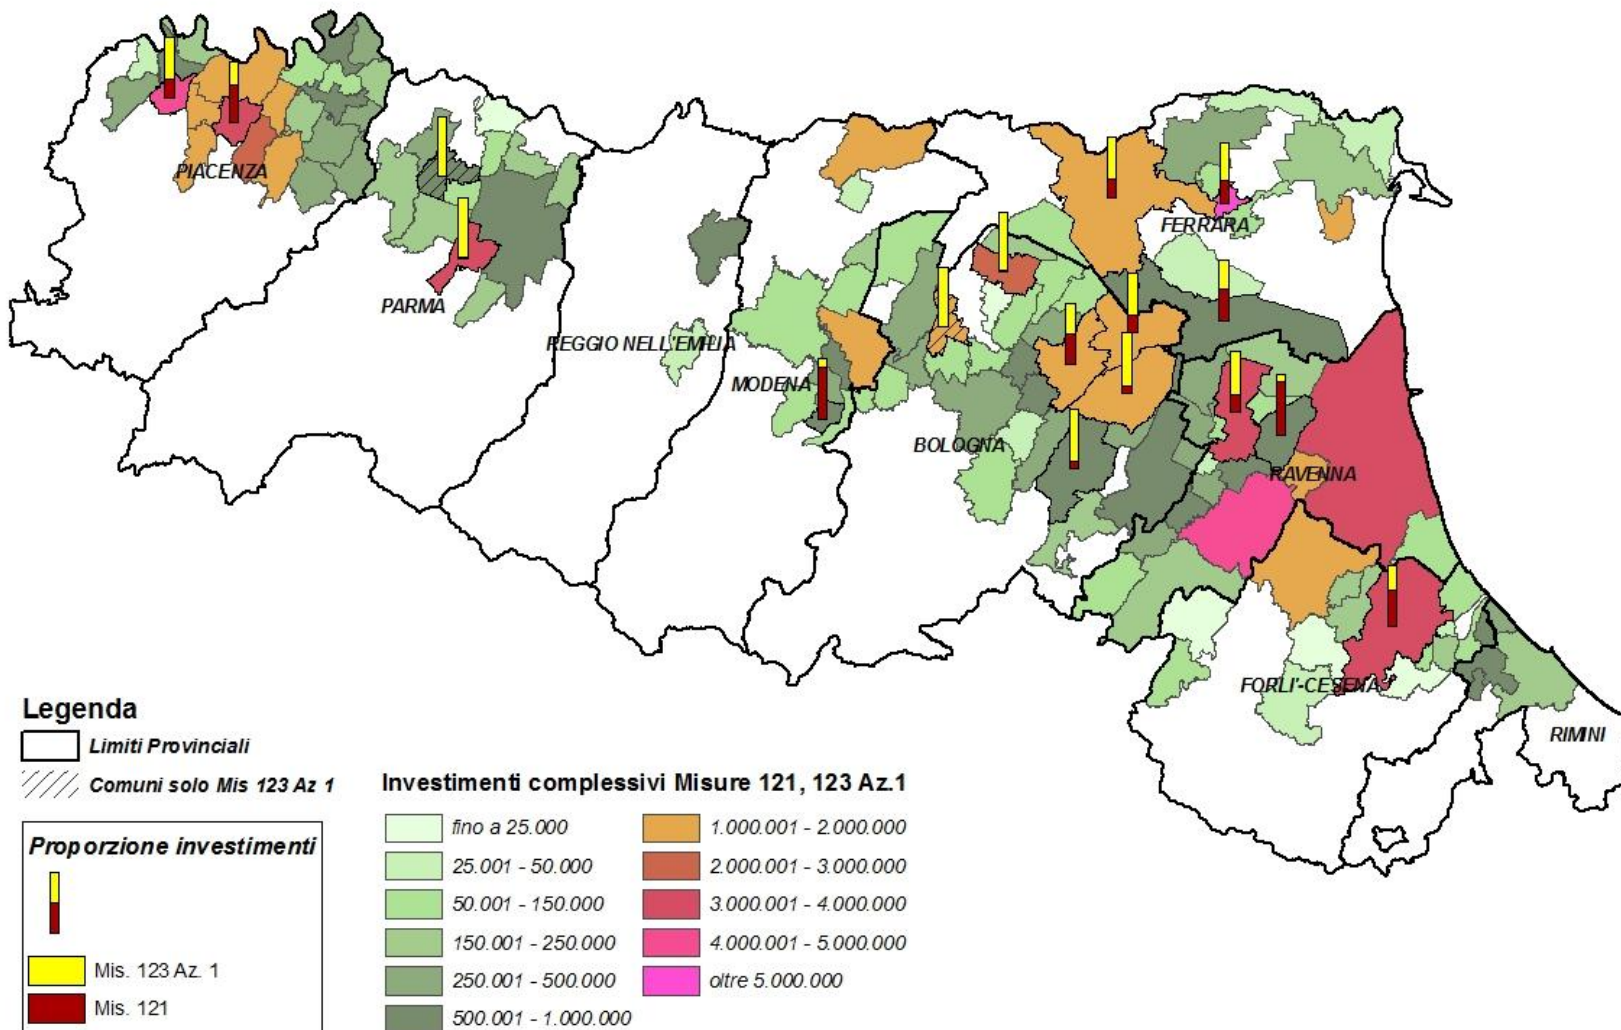 PIACENZA
PARMA
REGGIO NELL'EMILIA
MODENA
BOLOGNA
FERRARA
RAVENNA
FORLI'-CESENA
RIMINI
Legenda
Limiti Provinciali
Comuni solo Mis 123 Az 1
Proporzione investimenti
Mis. 123 Az. 1
Mis. 121
Investimenti complessivi Misure 121, 123 Az.1
fino a 25.000
25.001 - 50.000
50.001 - 150.000
150.001 - 250.000
250.001 - 500.000
500.001 - 1.000.000
1.000.001 - 2.000.000
2.000.001 - 3.000.000
3.000.001 - 4.000.000
4.000.001 - 5.000.000
oltre 5.000.000